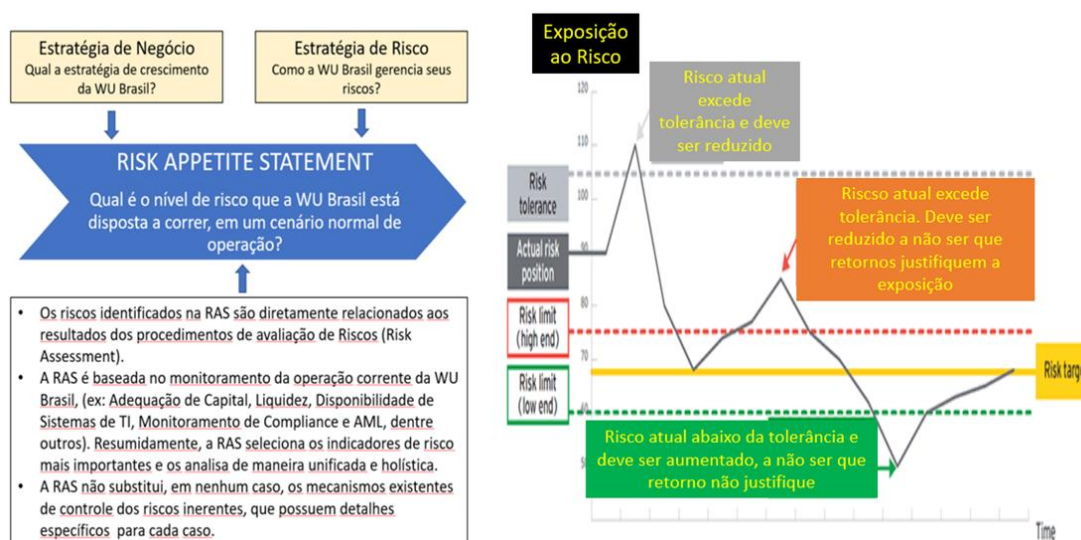 Estratégia de Negócio
Qual a estratégia de crescimento
da WU Brasil?
Estratégia de Risco
Como a WU Brasil gerencia seus
riscos?
RISK APPETITE STATEMENT
Qual é o nível de risco que a WU Brasil está
disposta a correr, em um cenário normal de
operação?
• Os riscos identificados na RAS são diretamente relacionados aos
resultados dos procedimentos de avaliação de Riscos (Risk
Assessment).
• A RAS é baseada no monitoramento da operação corrente da WU
Brasil, (ex: Adequação de Capital, Liquidez, Disponibilidade de
Sistemas de TI, Monitoramento de Compliance e AML, dentre
outros). Resumidamente, a RAS seleciona os indicadores de risco
mais importantes e os analisa de maneira unificada e holística.
• A RAS não substitui, em nenhum caso, os mecanismos existentes
de controle dos riscos inerentes, que possuem detalhes
específicos para cada caso.
Exposição
ao Risco
120
110
100
90
80
70
60
50
Risco atual
excede
tolerância e deve
ser reduzido
Risk
tolerance
Actual risk
position
Risk limit
(high end)
Risk limit
(low end)
Riscso atual excede
tolerância. Deve ser
reduzido a não ser que
retornos justifiquem a
exposição
Risk targe
Risco atual abaixo da tolerância e
deve ser aumentado, a não ser que
retorno não justifique
Time